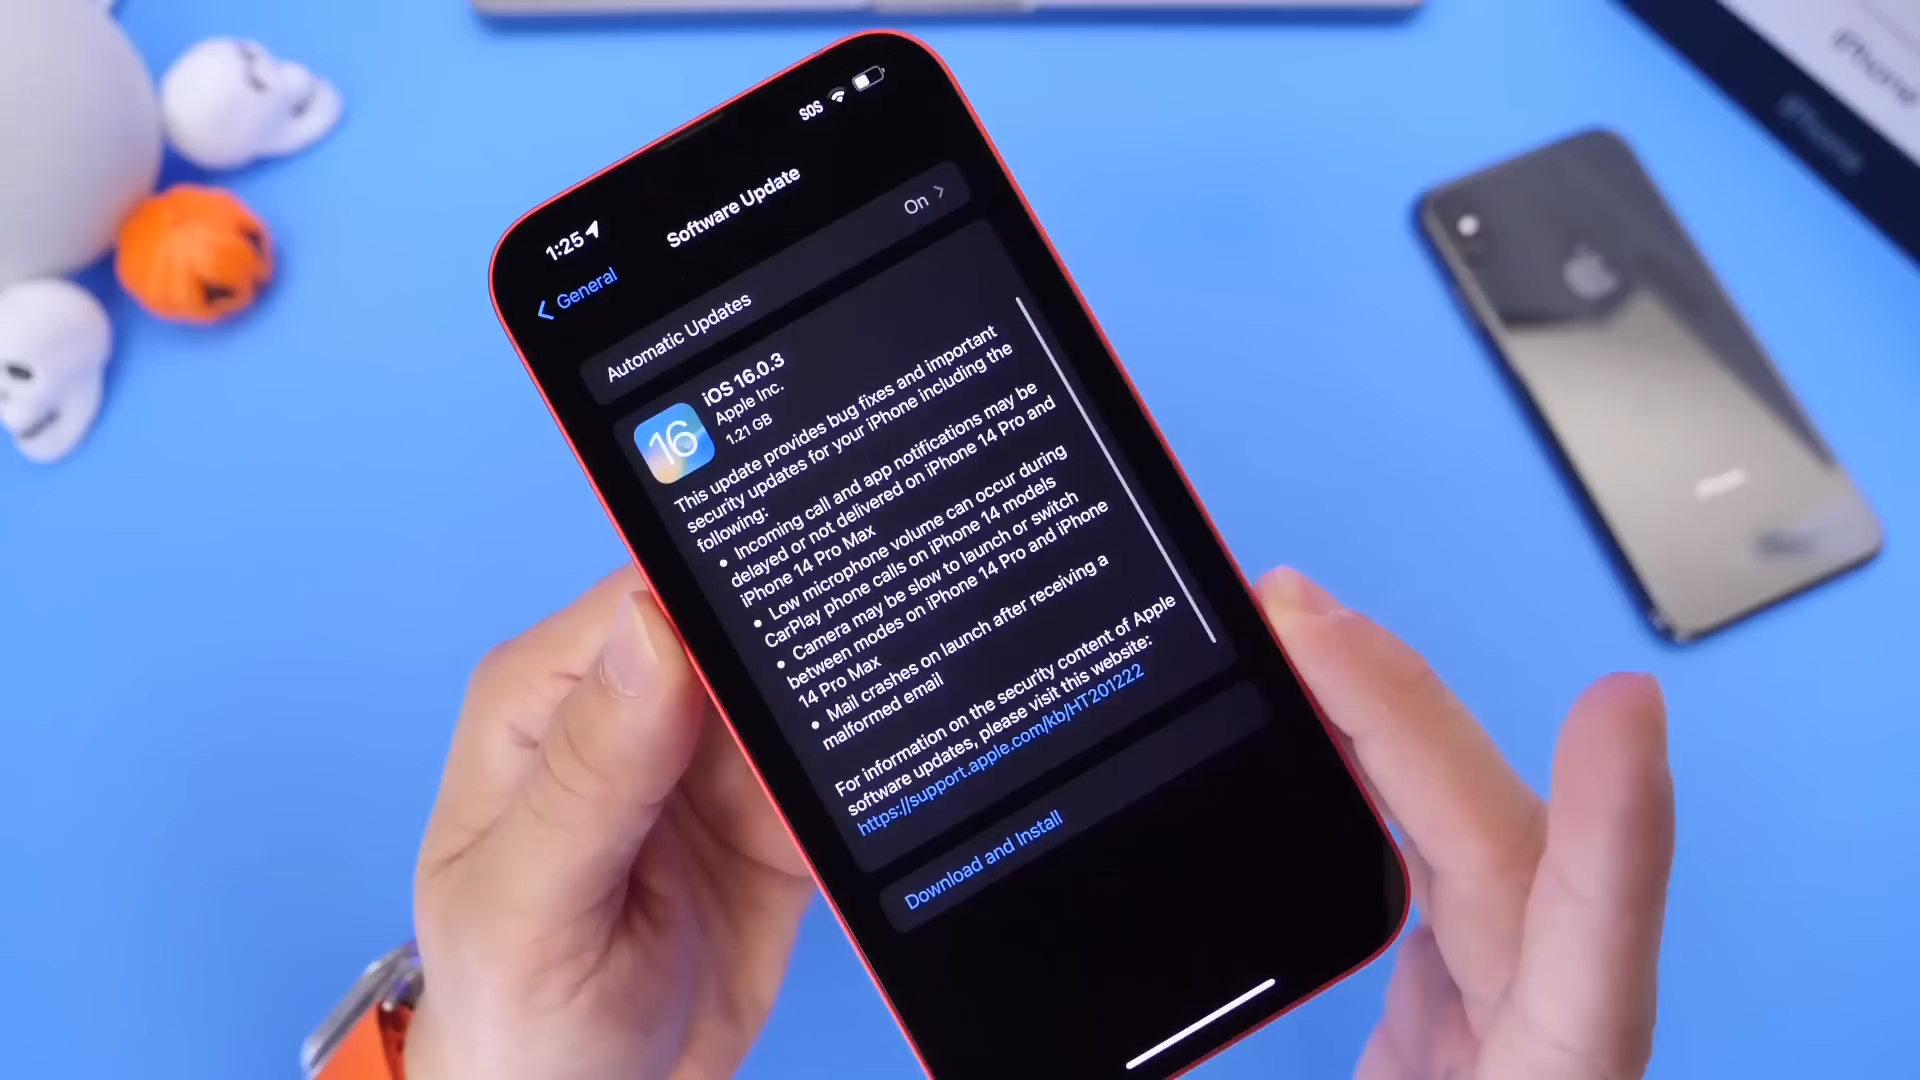 1:25
SOS
General
Software Update
Automatic Updates
On
16
iOS 16.0.3
Apple Inc.
1.21 GB
This update provides bug fixes and important
security updates for your iPhone including the
following:
• Incoming call and app notifications may be
delayed or not delivered on iPhone 14 Pro and
iPhone 14 Pro Max
• Low microphone volume can occur during
CarPlay phone calls on iPhone 14 models
• Camera may be slow to launch or switch
between modes on iPhone 14 Pro and iPhone
14 Pro Max
• Mail crashes on launch after receiving a
malformed email
For information on the security content of Apple
software updates, please visit this website:
https://support.apple.com/kb/HT201222
Download and Install
iPhone
iPhone